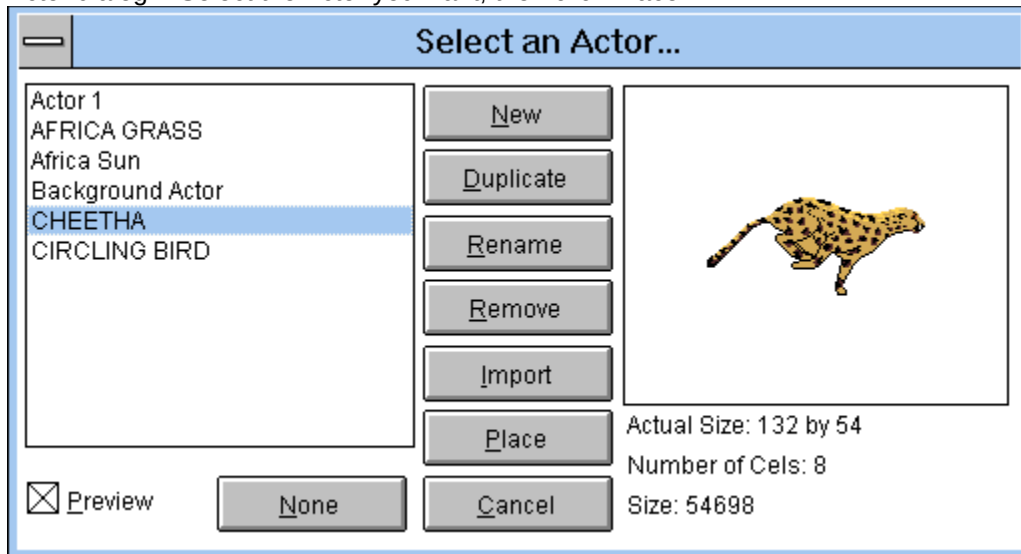 Select an Actor...
Actor 1
AFRICA GRASS
Africa Sun
Background Actor
CHEETHA
CIRCLING BIRD
New
Duplicate
Rename
Remove
Import
Place
Cancel
Preview
None
Actual Size: 132 by 54
Number of Cels: 8
Size: 54698